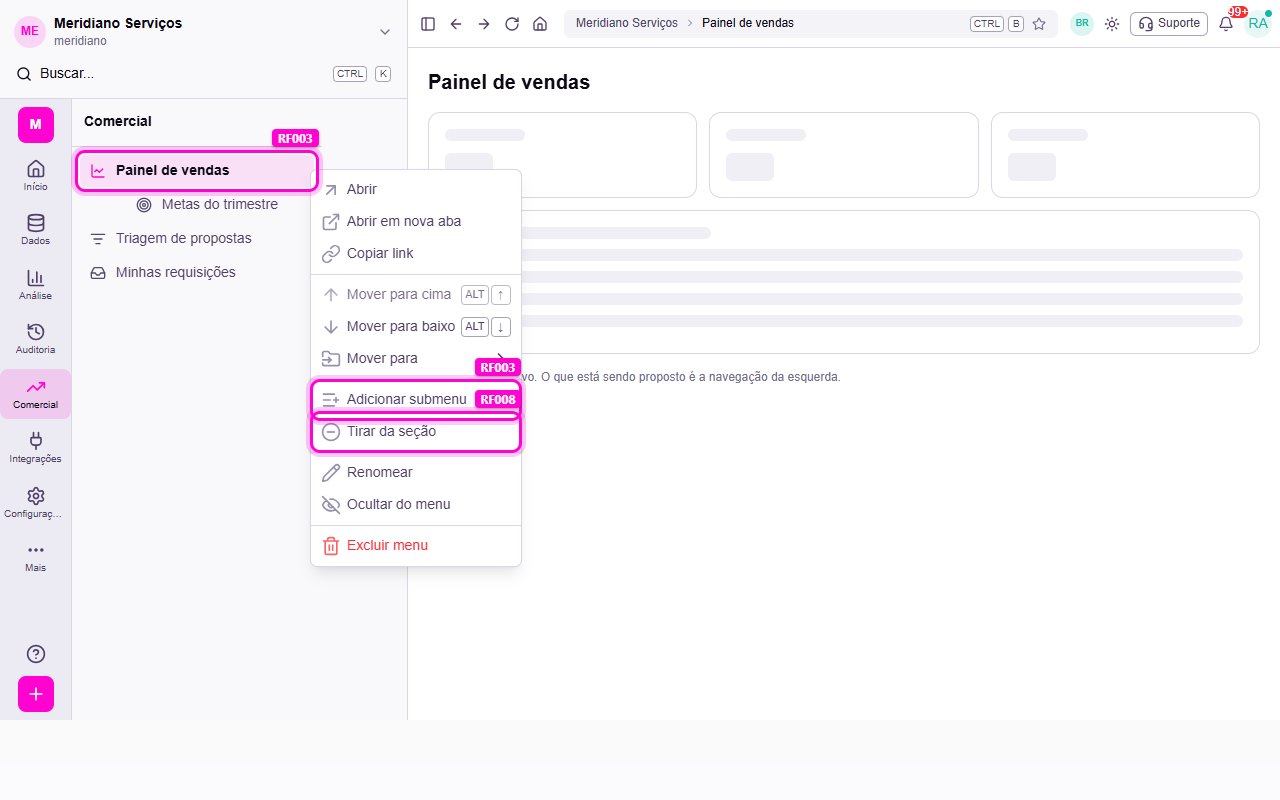 ME
Meridiano Serviços
meridiano
Buscar...
CTRL
K
Meridiano Serviços
Painel de vendas
CTRL
B
BR
Suporte
99+
RA
M
Início
Dados
Análise
Auditoria
Comercial
Integrações
Configuraç...
Mais
Comercial
RF003
Painel de vendas
Metas do trimestre
Triagem de propostas
Minhas requisições
Abrir
Abrir em nova aba
Copiar link
Mover para cima
ALT
↑
Mover para baixo
ALT
↓
Mover para
RF003
Adicionar submenu
RF008
Tirar da seção
Renomear
Ocultar do menu
Excluir menu
Painel de vendas
vo. O que está sendo proposto é a navegação da esquerda.